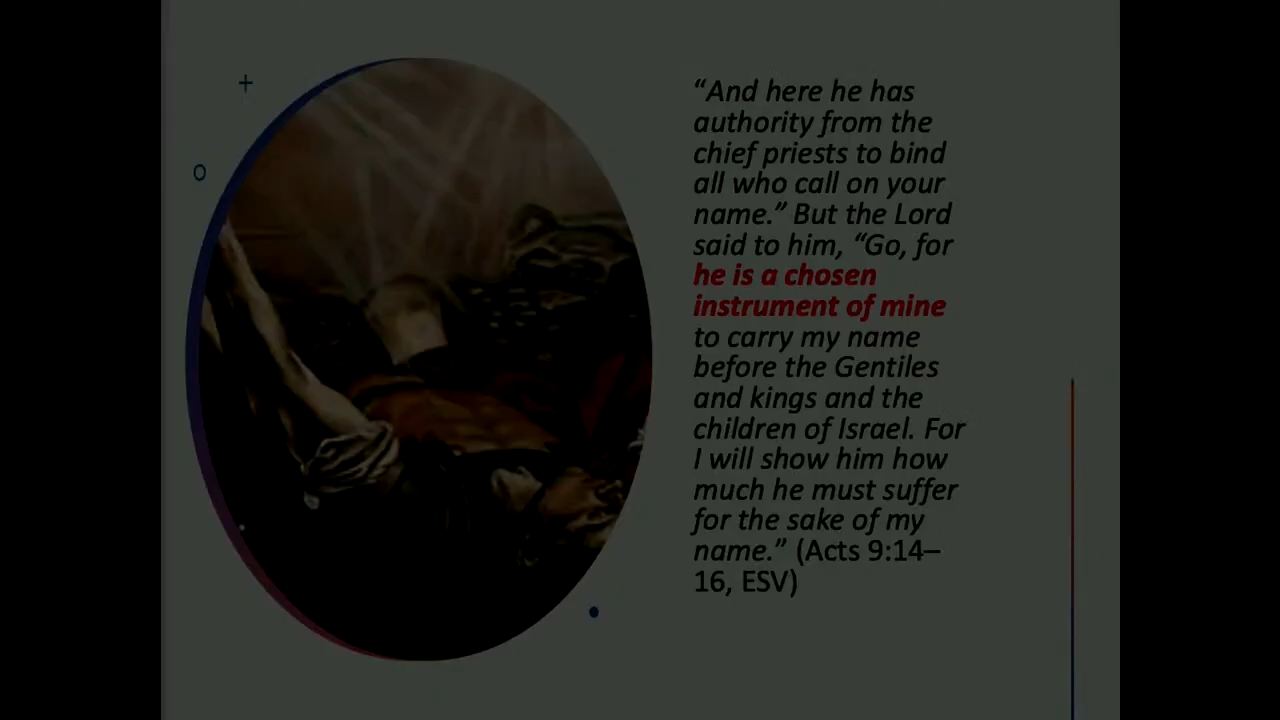 “And here he has
authority from the
chief priests to bind
all who call on your
name.” But the Lord
said to him, “Go, for
he is a chosen
instrument of mine
to carry my name
before the Gentiles
and kings and the
children of Israel. For
I will show him how
much he must suffer
for the sake of my
name.” (Acts 9:14–
16, ESV)